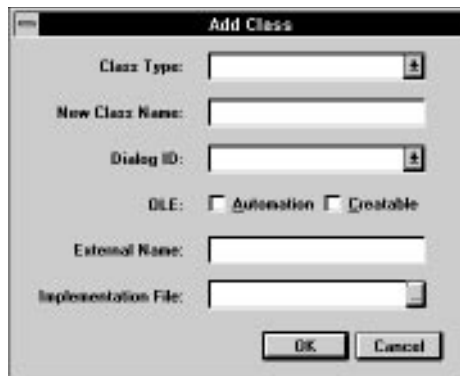 Add Class
Class Type:
New Class Name:
Dialog ID:
OLE: Automation Creatable
External Name:
Implementation File: ...
OK Cancel